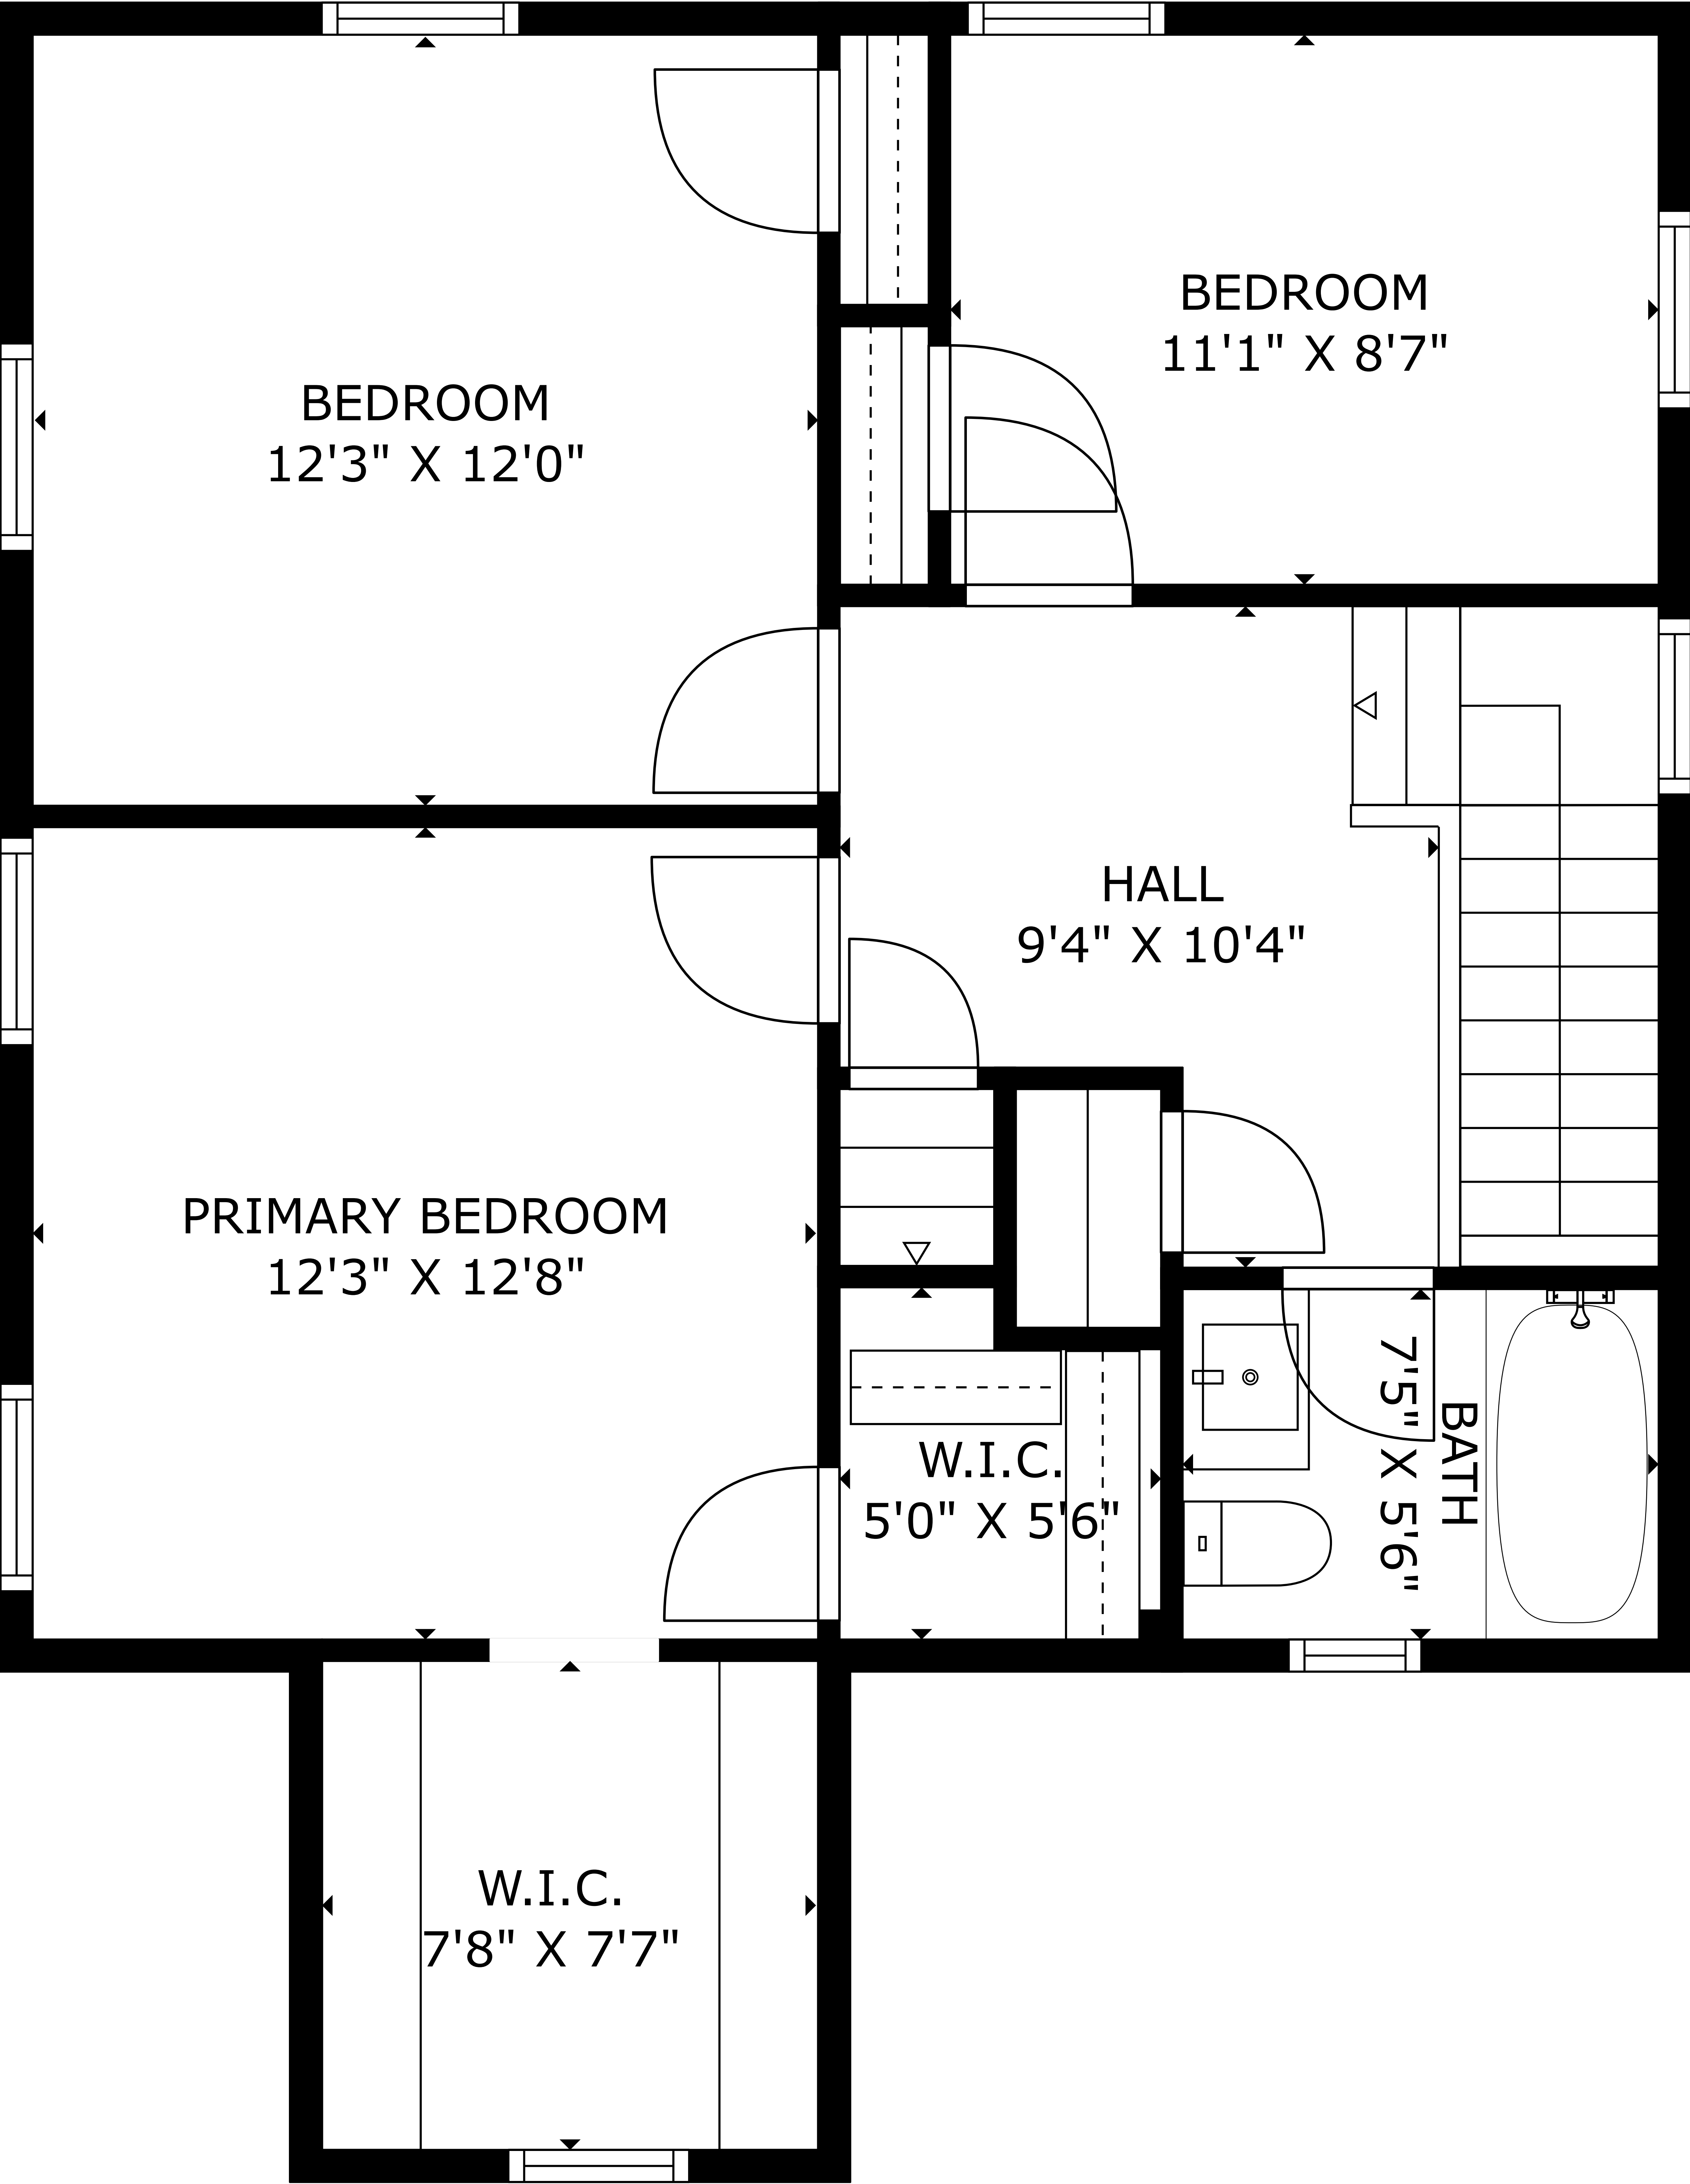 BEDROOM
11'1" X 8'7"
BEDROOM
12'3" X 12'0"
HALL
9'4" X 10'4"
PRIMARY BEDROOM
12'3" X 12'8"
W.I.C.
5'0" X 5'6"
BATH
7'5" X 5'6"
W.I.C.
7'8" X 7'7"